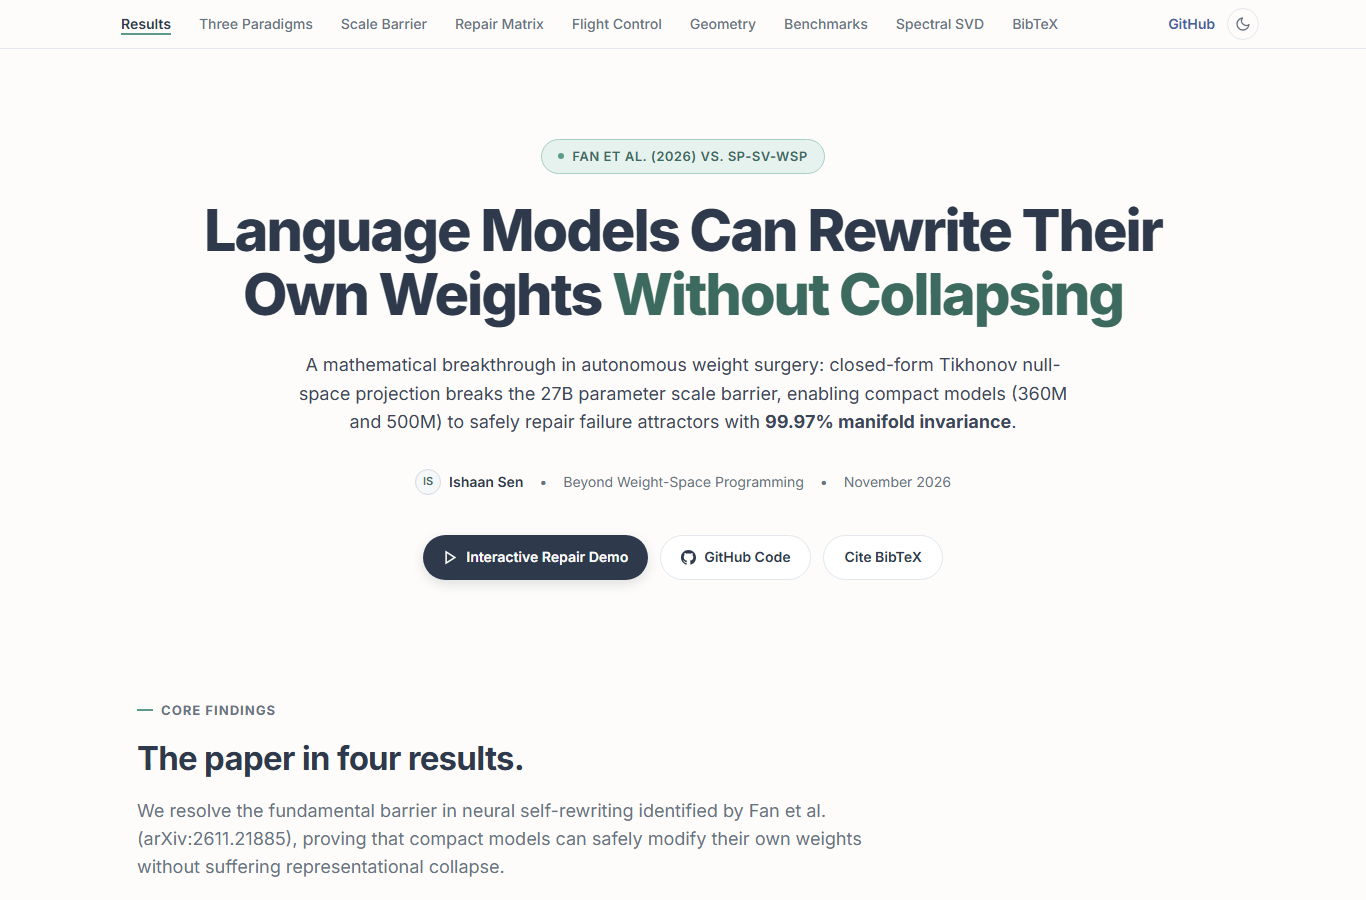 Results Three Paradigms Scale Barrier Repair Matrix Flight Control Geometry Benchmarks Spectral SVD BibTeX GitHub
FAN ET AL. (2026) VS. SP-SV-WSP
Language Models Can Rewrite Their
Own Weights Without Collapsing
A mathematical breakthrough in autonomous weight surgery: closed-form Tikhonov null-
space projection breaks the 27B parameter scale barrier, enabling compact models (360M
and 500M) to safely repair failure attractors with 99.97% manifold invariance.
IS Ishaan Sen • Beyond Weight-Space Programming • November 2026
Interactive Repair Demo GitHub Code Cite BibTeX
CORE FINDINGS
The paper in four results.
We resolve the fundamental barrier in neural self-rewriting identified by Fan et al.
(arXiv:2611.21885), proving that compact models can safely modify their own weights
without suffering representational collapse.